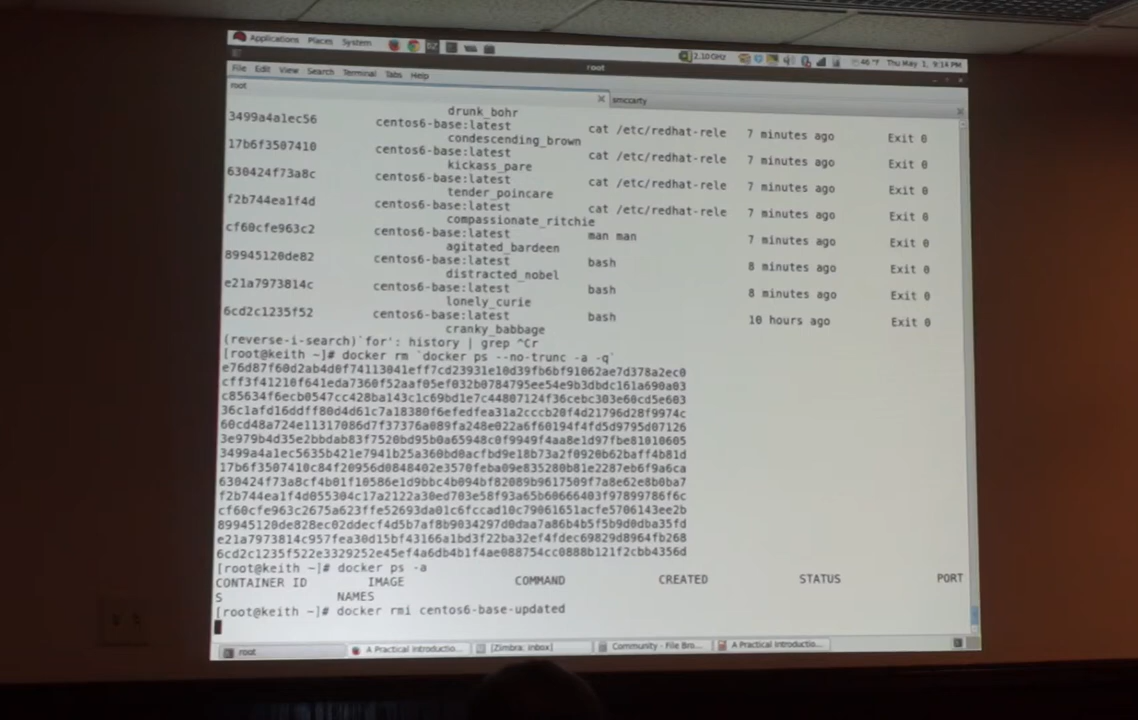 Applications Places System 2.10 GHz 46 °F Thu May 1, 9:14 PM
root
File Edit View Search Terminal Tabs Help
root smccarty
drunk_bohr
3499a4a1ec56 centos6-base:latest cat /etc/redhat-rele 7 minutes ago Exit 0
condescending_brown
17b6f3507410 centos6-base:latest cat /etc/redhat-rele 7 minutes ago Exit 0
kickass_pare
630424f73a8c centos6-base:latest cat /etc/redhat-rele 7 minutes ago Exit 0
tender_poincare
f2b744ea1f4d centos6-base:latest cat /etc/redhat-rele 7 minutes ago Exit 0
compassionate_ritchie
cf60cfe963c2 centos6-base:latest man man 7 minutes ago Exit 0
agitated_bardeen
89945120de82 centos6-base:latest bash 8 minutes ago Exit 0
distracted_nobel
e21a7973814c centos6-base:latest bash 8 minutes ago Exit 0
lonely_curie
6cd2c1235f52 centos6-base:latest bash 10 hours ago Exit 0
cranky_babbage
(reverse-i-search)`for': history | grep ^Cr
[root@keith ~]# docker rm `docker ps --no-trunc -a -q`
e76d87f60d2ab4d0f74113041eff7cd23931e10d39fb6bf91062ae7d378a2ec0
cff3f41210f641eda7360f52aaf05ef032b0784795ee54e9b3dbdc161a690a03
c85634f6ecb0547cc428ba143c1c69bd1e7c44807124f36cebc303e60cd5e603
36c1afd16ddff80d4d61c7a18380f6efedfea31a2cccb20f4d21796d28f9974c
60cd48a724e11317086d7f37376a089fa248e022a6f60194f4fd5d9795d07126
3e979b4d35e2bbdab83f7520bd95b0a65948c0f9949f4aa8e1d97fbe81010605
3499a4a1ec5635b421e7941b25a360bd0acfbd9e18b73a2f0920b62baff4b81d
17b6f3507410c84f20956d0848402e3570feba09e835280b81e2287eb6f9a6ca
630424f73a8cf4b01f10586e1d9bbc4b094bf82089b9617509f7a8e62e8b0ba7
f2b744ea1f4d055304c17a2122a30ed703e58f93a65b60666403f97899786f6c
cf60cfe963c2675a623ffe52693da01c6fccad10c79061651acfe5706143ee2b
89945120de828ec02ddecf4d5b7af8b9034297d0daa7a86b4b5f5b9d0dba35fd
e21a7973814c957fea30d15bf43166a1bd3f22ba32ef4fdec69829d8964fb268
6cd2c1235f522e3329252e45ef4a6db4b1f4ae088754cc0888b121f2cbb4356d
[root@keith ~]# docker ps -a
CONTAINER ID IMAGE COMMAND CREATED STATUS PORT
S NAMES
[root@keith ~]# docker rmi centos6-base-updated
root A Practical Introductio... [Zimbra: Inbox] Community - File Bro... A Practical Introductio...